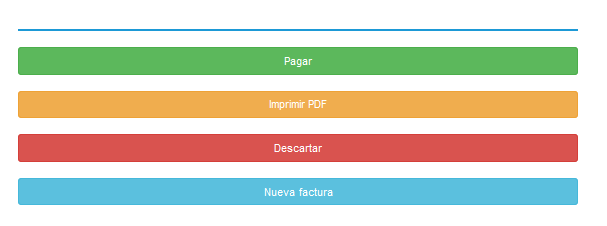 Pagar
Imprimir PDF
Descartar
Nueva factura